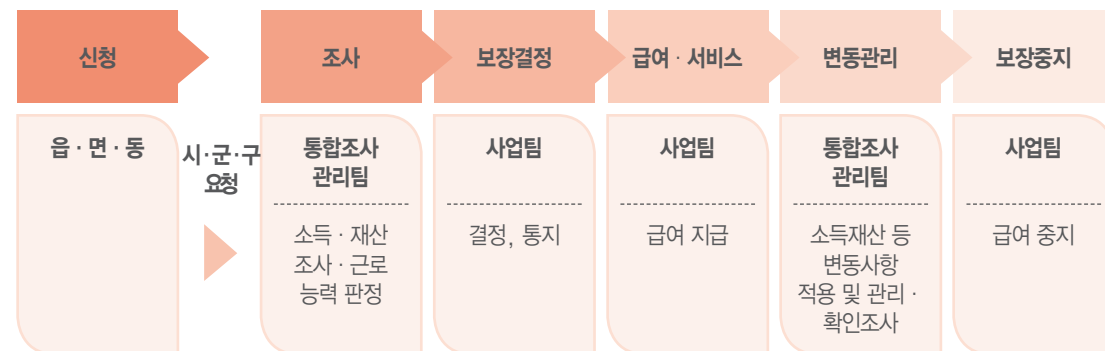 신청
조사
보장결정
급여 · 서비스
변동관리
보장중지
읍 · 면 · 동
시·군·구
요청
통합조사
관리팀
소득 · 재산
조사 · 근로
능력 판정
사업팀
결정, 통지
사업팀
급여 지급
통합조사
관리팀
소득재산 등
변동사항
적용 및 관리 ·
확인조사
사업팀
급여 중지